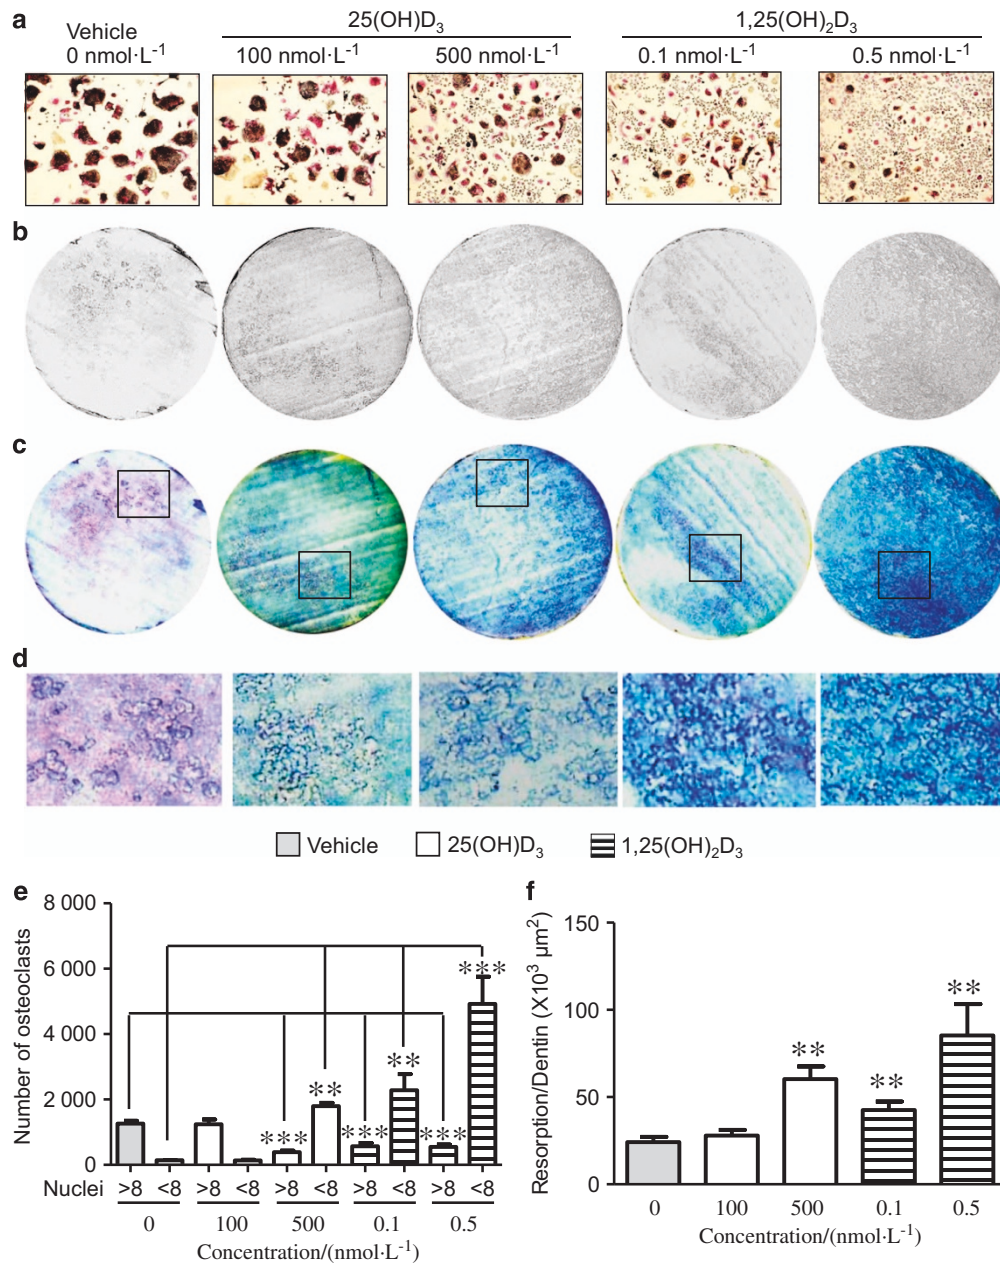 a
Vehicle
0 nmol·L⁻¹
25(OH)D₃
100 nmol·L⁻¹ 500 nmol·L⁻¹
1,25(OH)₂D₃
0.1 nmol·L⁻¹ 0.5 nmol·L⁻¹
b
c
d
Vehicle 25(OH)D₃ 1,25(OH)₂D₃
e
Number of osteoclasts
8 000
6 000
4 000
2 000
0
***
**
***
**
***
***
Nuclei >8 <8 >8 <8 >8 <8 >8 <8 >8 <8
0 100 500 0.1 0.5
Concentration/(nmol·L⁻¹)
f
Resorption/Dentin (X10³ µm²)
150
100
50
0
**
**
**
0 100 500 0.1 0.5
Concentration/(nmol·L⁻¹)